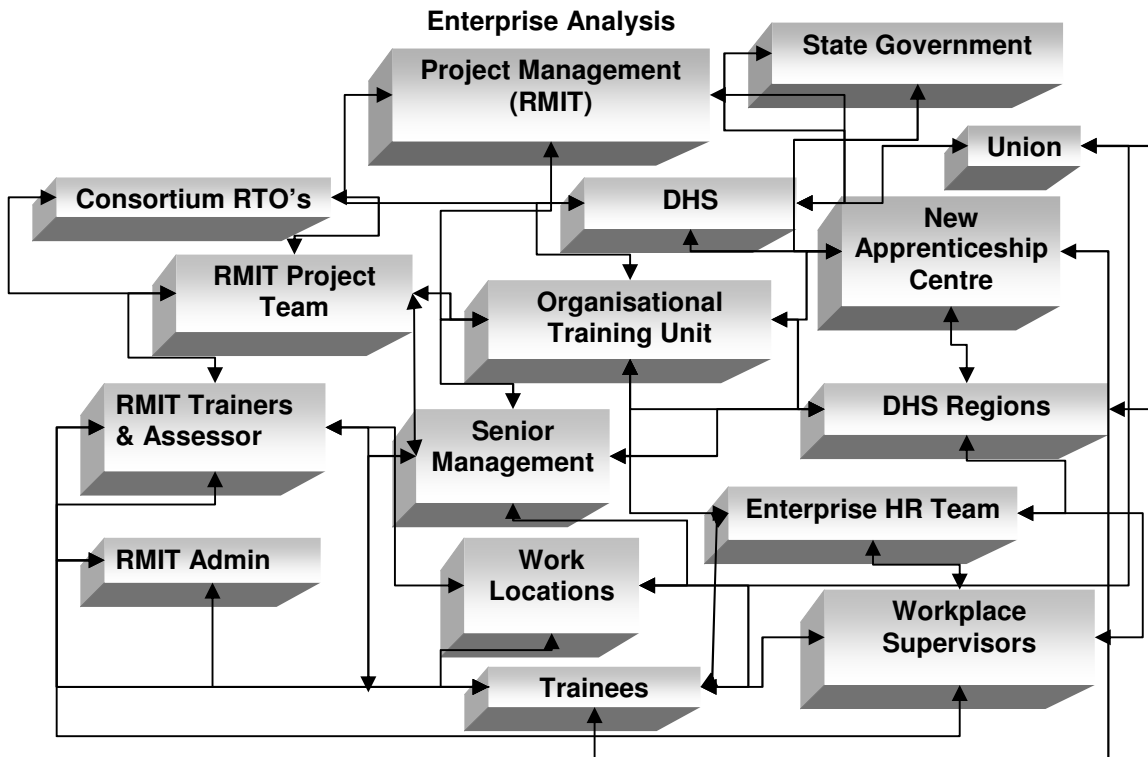 Enterprise Analysis
State Government
Project Management
(RMIT)
Union
Consortium RTO's
DHS
New
Apprenticeship
Centre
RMIT Project
Team
Organisational
Training Unit
RMIT Trainers
& Assessor
Senior
Management
DHS Regions
Enterprise HR Team
RMIT Admin
Work
Locations
Workplace
Supervisors
Trainees